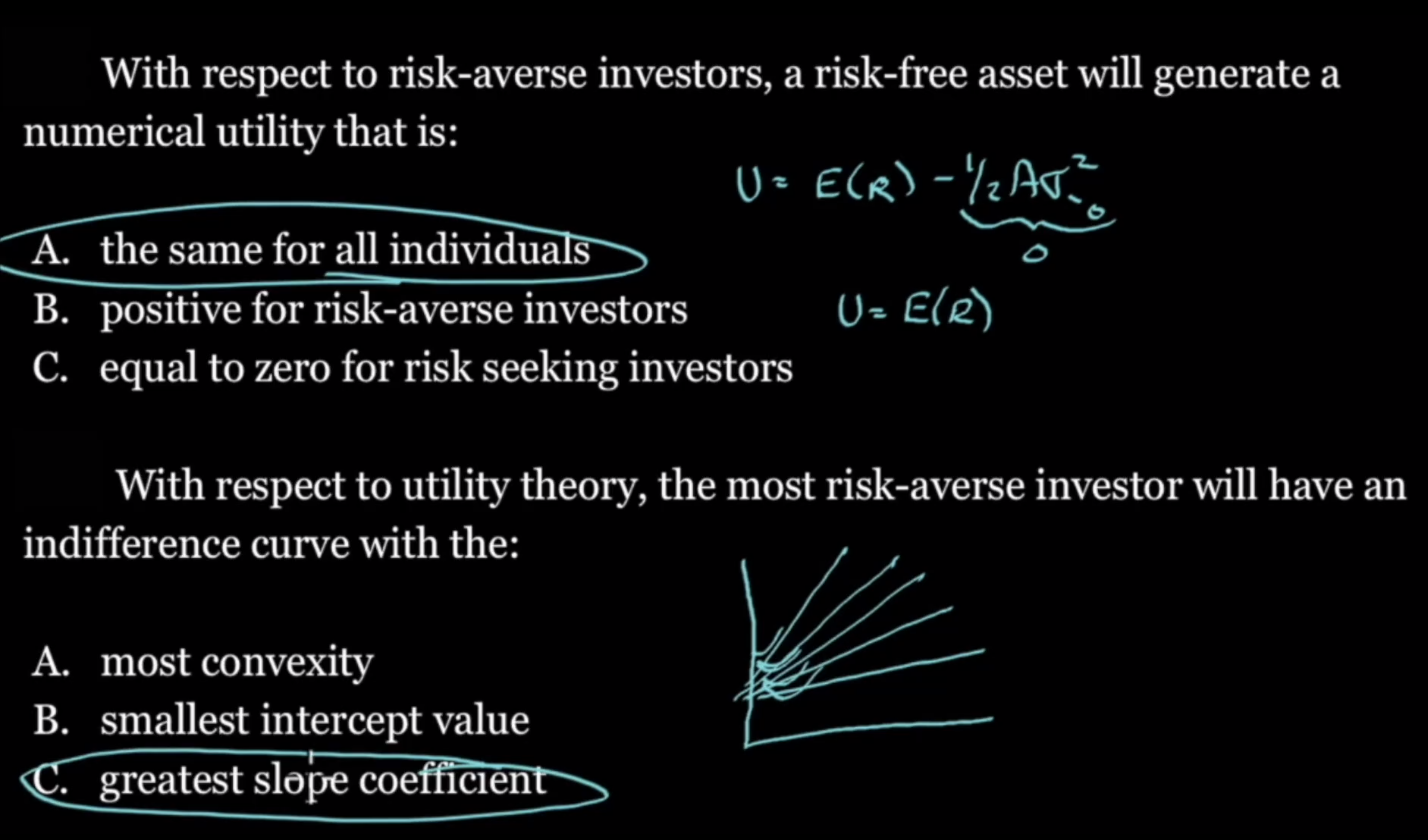 With respect to risk-averse investors, a risk-free asset will generate a
numerical utility that is:
U = E(R) - 1/2 Aσ² 0
0
A. the same for all individuals
B. positive for risk-averse investors
U = E(R)
C. equal to zero for risk seeking investors
With respect to utility theory, the most risk-averse investor will have an
indifference curve with the:
A. most convexity
B. smallest intercept value
C. greatest slope coefficient